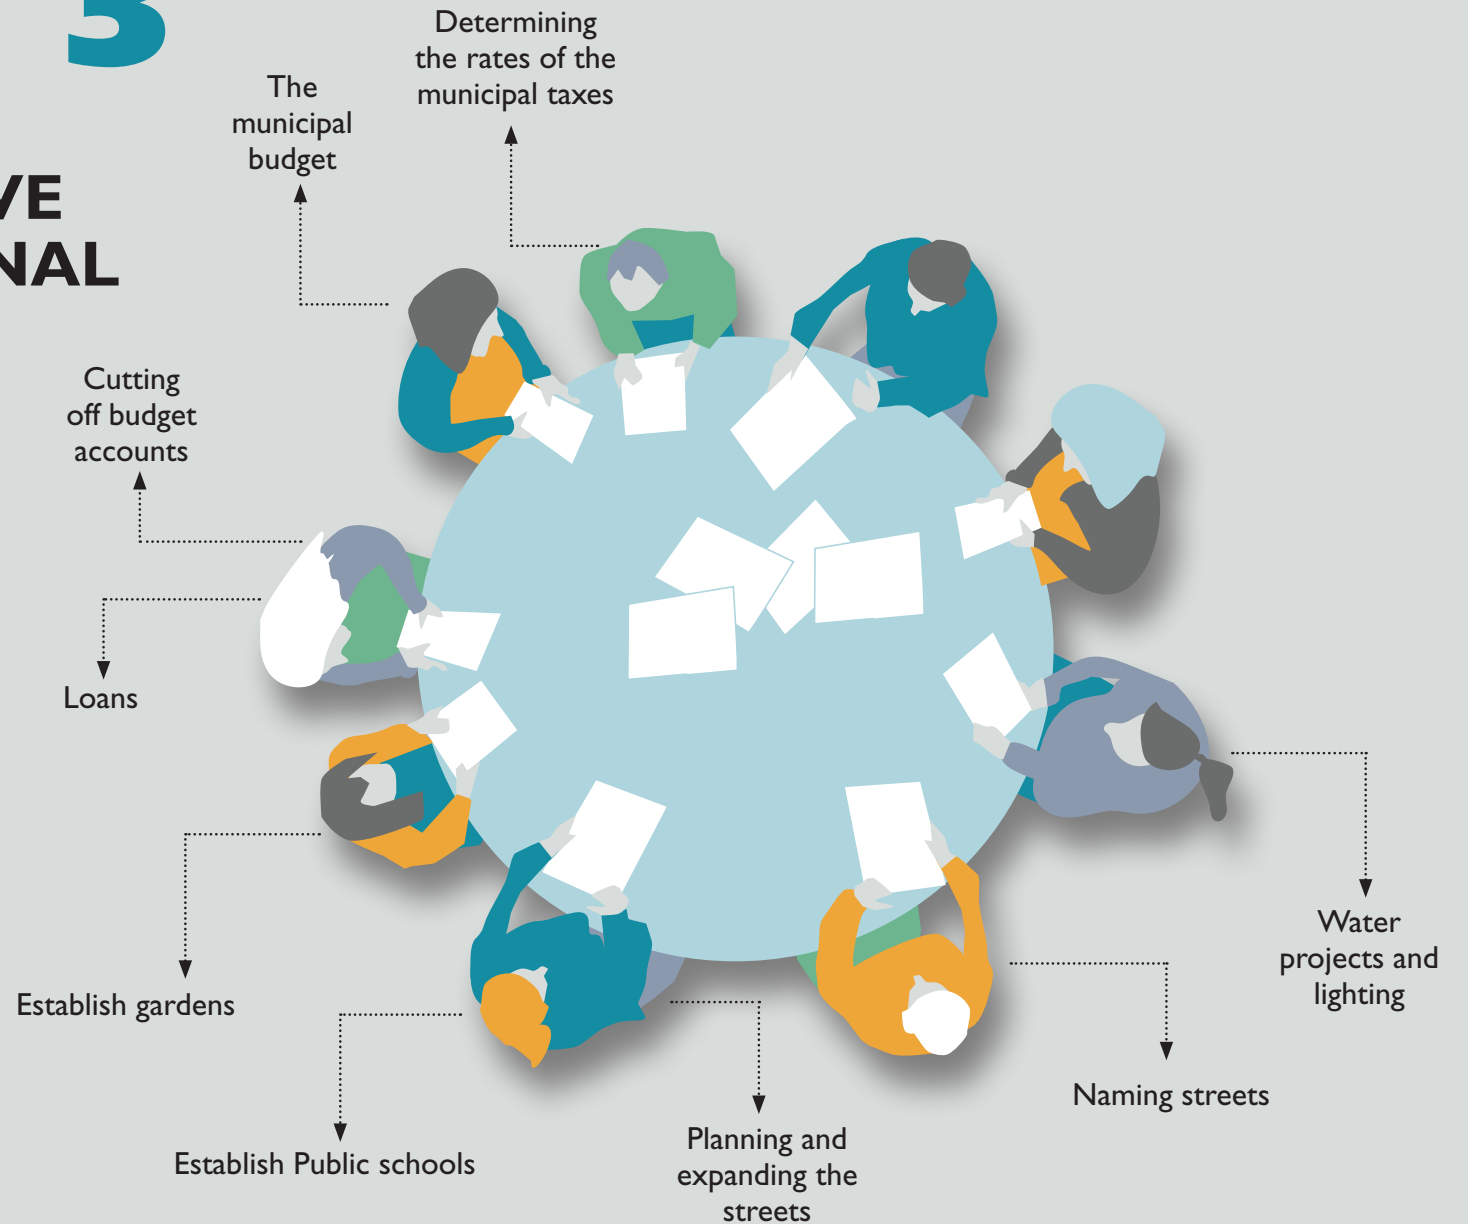 3
VE
NAL
Determining
the rates of the
municipal taxes
The
municipal
budget
Cutting
off budget
accounts
Loans
Establish gardens
Establish Public schools
Planning and
expanding the
streets
Naming streets
Water
projects and
lighting